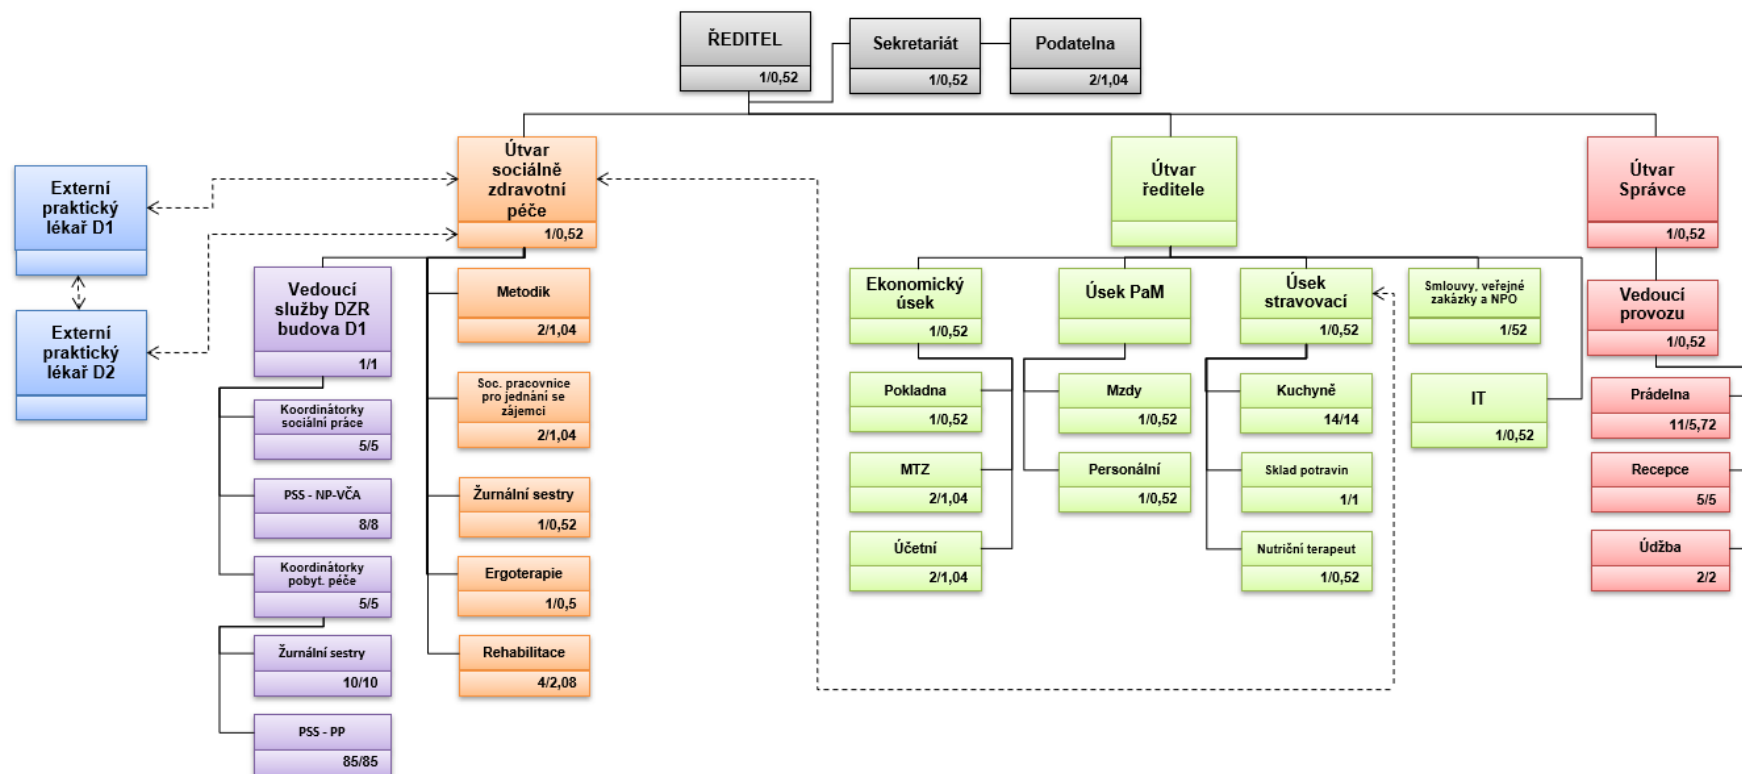 ŘEDITEL
1/0,52
Sekretariát
1/0,52
Podatelna
2/1,04
Externí
praktický
lékař D1
Externí
praktický
lékař D2
Útvar
sociálně
zdravotní
péče
1/0,52
Vedoucí
služby DZR
budova D1
1/1
Koordinátorky
sociální práce
5/5
PSS - NP-VČA
8/8
Koordinátorky
pobyt. péče
5/5
Žurnální sestry
10/10
PSS - PP
85/85
Metodik
2/1,04
Soc. pracovnice
pro jednání se
zájemci
2/1,04
Žurnální sestry
1/0,52
Ergoterapie
1/0,5
Rehabilitace
4/2,08
Útvar
ředitele
Ekonomický
úsek
1/0,52
Pokladna
1/0,52
MTZ
2/1,04
Účetní
2/1,04
Úsek PaM
Mzdy
1/0,52
Personální
1/0,52
Úsek
stravovací
1/0,52
Kuchyně
14/14
Sklad potravin
1/1
Nutriční terapeut
1/0,52
Smlouvy, veřejné
zakázky a NPO
1/52
IT
1/0,52
Útvar
Správce
1/0,52
Vedoucí
provozu
1/0,52
Prádelna
11/5,72
Recepce
5/5
Údžba
2/2